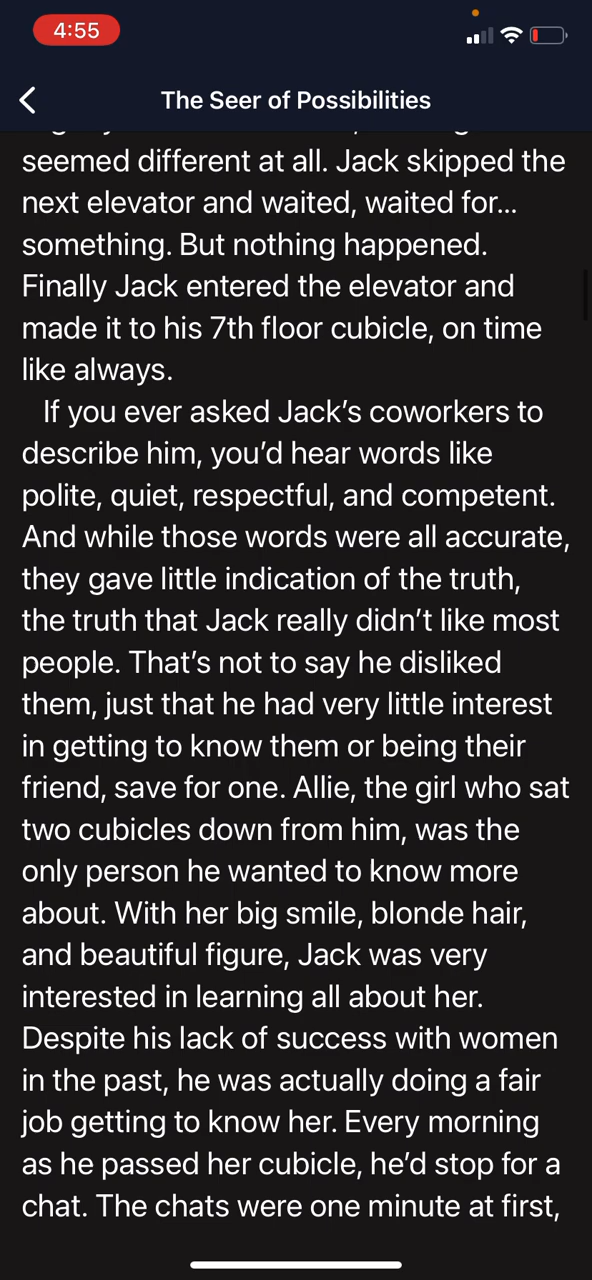 4:55
The Seer of Possibilities
seemed different at all. Jack skipped the
next elevator and waited, waited for...
something. But nothing happened.
Finally Jack entered the elevator and
made it to his 7th floor cubicle, on time
like always.
If you ever asked Jack’s coworkers to
describe him, you’d hear words like
polite, quiet, respectful, and competent.
And while those words were all accurate,
they gave little indication of the truth,
the truth that Jack really didn’t like most
people. That’s not to say he disliked
them, just that he had very little interest
in getting to know them or being their
friend, save for one. Allie, the girl who sat
two cubicles down from him, was the
only person he wanted to know more
about. With her big smile, blonde hair,
and beautiful figure, Jack was very
interested in learning all about her.
Despite his lack of success with women
in the past, he was actually doing a fair
job getting to know her. Every morning
as he passed her cubicle, he’d stop for a
chat. The chats were one minute at first,